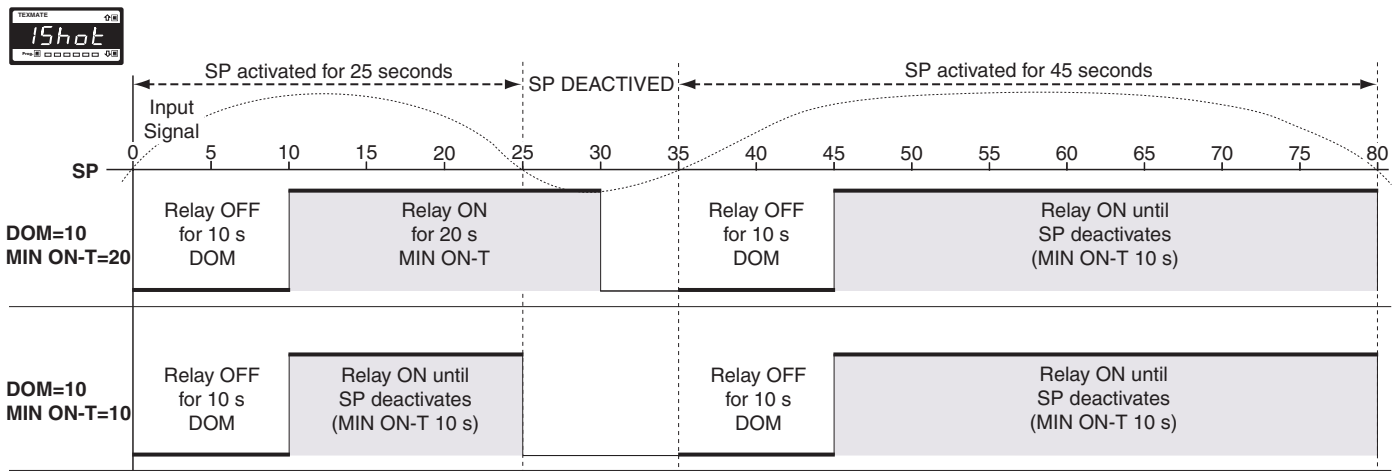 TEXMATE
1Shot
Prog.
SP activated for 25 seconds
SP DEACTIVED
SP activated for 45 seconds
Input
Signal
0 5 10 15 20 25 30 35 40 45 50 55 60 65 70 75 80
SP
DOM=10
MIN ON-T=20
Relay OFF
for 10 s
DOM
Relay ON
for 20 s
MIN ON-T
Relay OFF
for 10 s
DOM
Relay ON until
SP deactivates
(MIN ON-T 10 s)
DOM=10
MIN ON-T=10
Relay OFF
for 10 s
DOM
Relay ON until
SP deactivates
(MIN ON-T 10 s)
Relay OFF
for 10 s
DOM
Relay ON until
SP deactivates
(MIN ON-T 10 s)